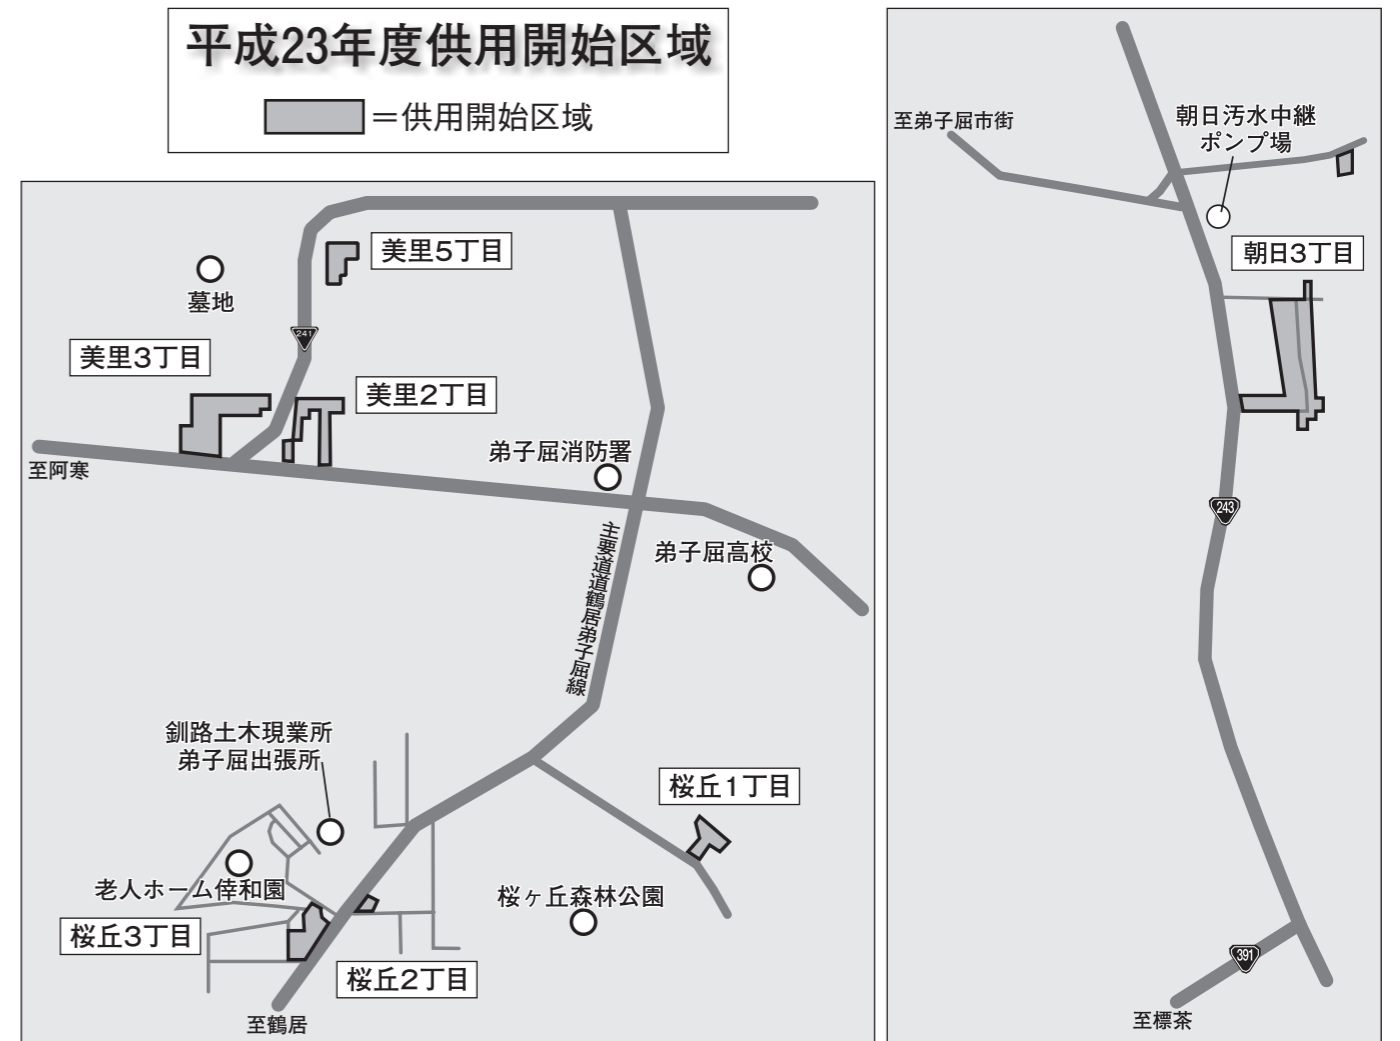 平成23年度供用開始区域
＝供用開始区域
美里5丁目
墓地
241
美里3丁目
美里2丁目
弟子屈消防署
至阿寒
主要道道鶴居弟子屈線
弟子屈高校
釧路土木現業所
弟子屈出張所
桜丘1丁目
老人ホーム倖和園
桜ヶ丘森林公園
桜丘3丁目
桜丘2丁目
至鶴居
至弟子屈市街
朝日汚水中継
ポンプ場
朝日3丁目
243
391
至標茶